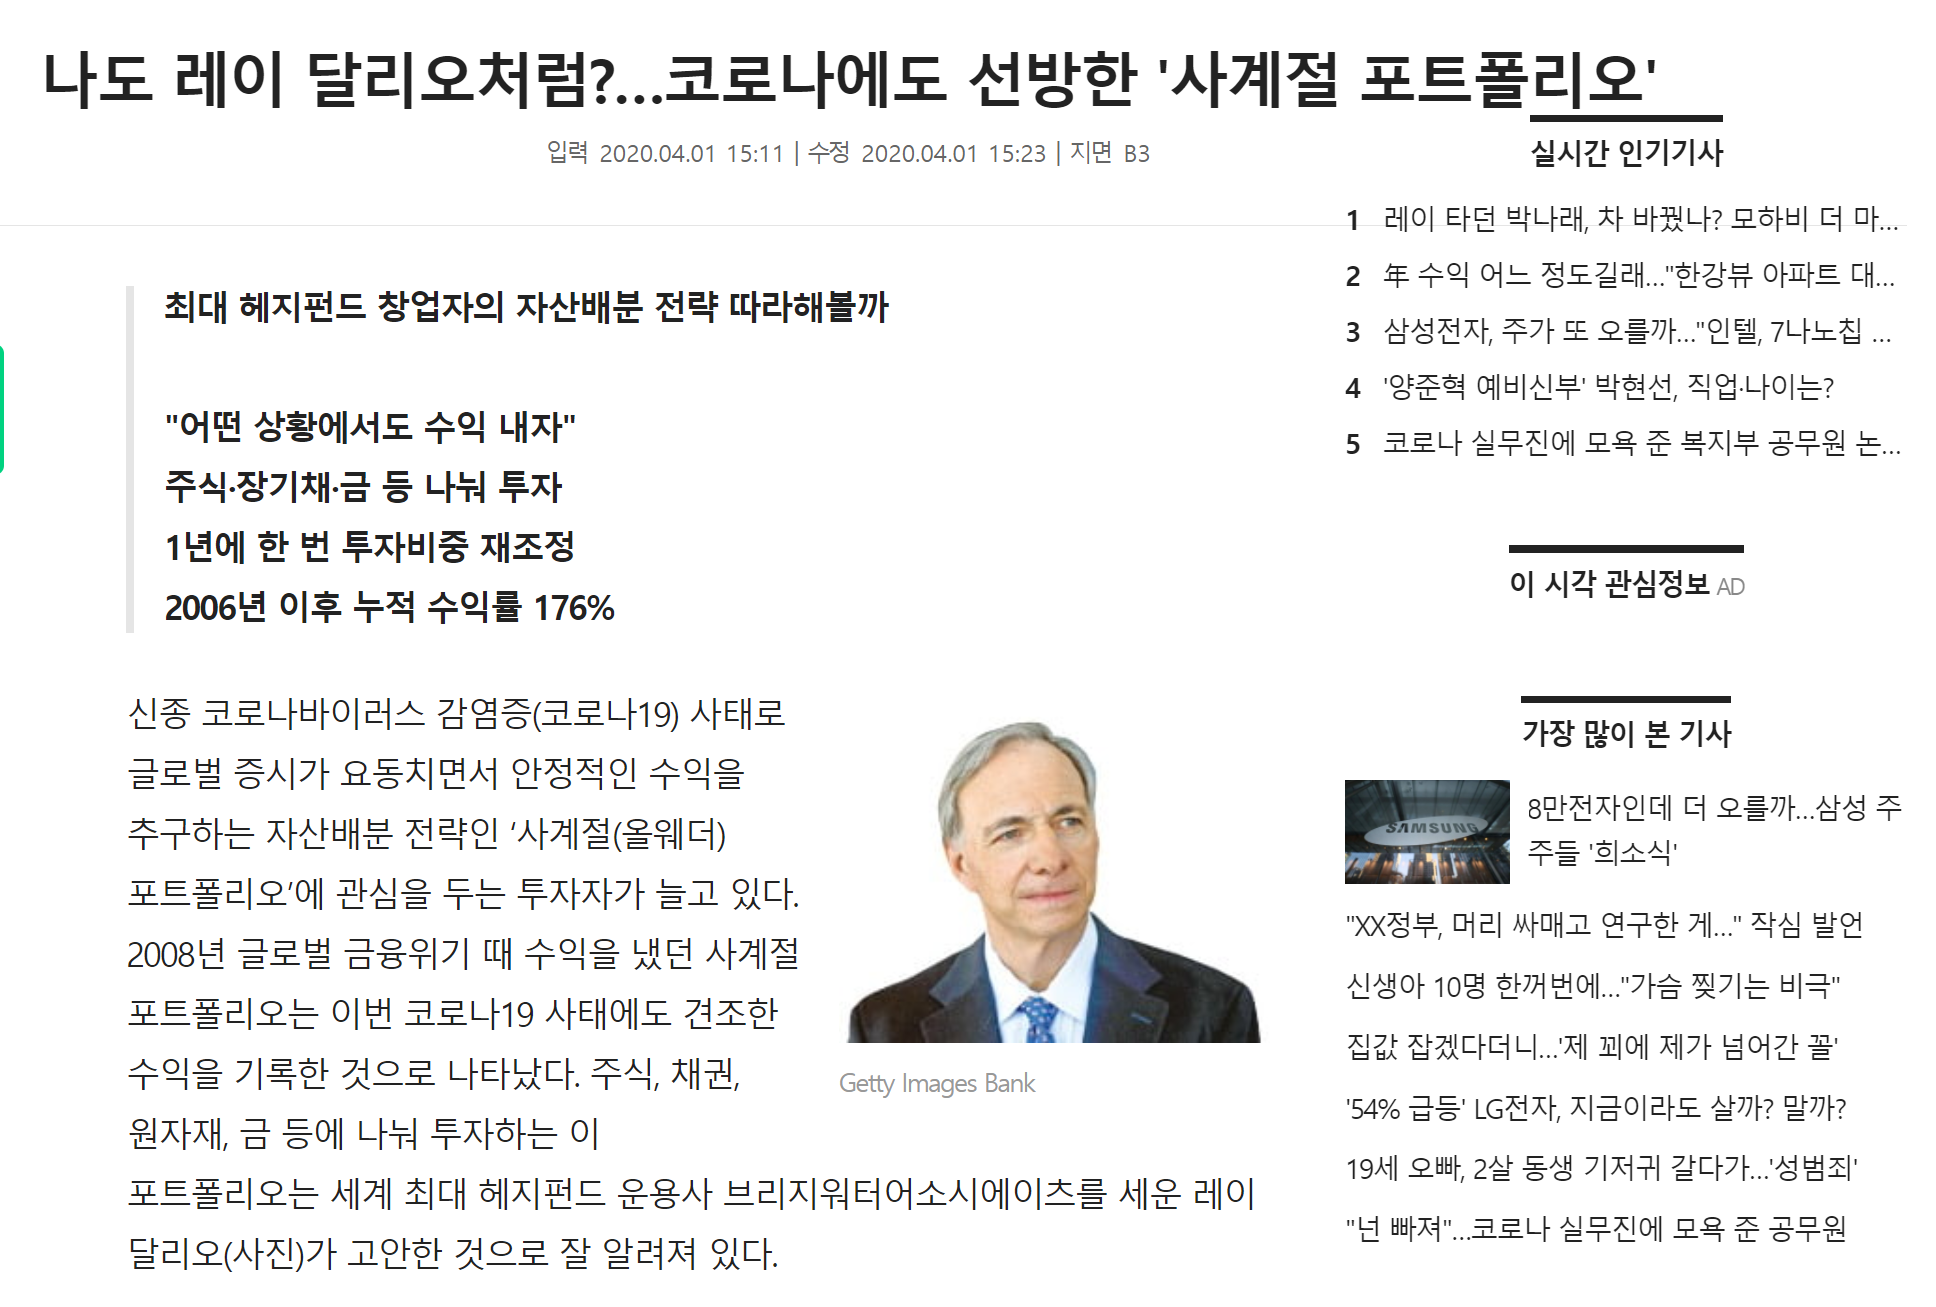 나도 레이 달리오처럼?…코로나에도 선방한 '사계절 포트폴리오'
입력 2020.04.01 15:11 | 수정 2020.04.01 15:23 | 지면 B3
최대 헤지펀드 창업자의 자산배분 전략 따라해볼까
"어떤 상황에서도 수익 내자"
주식·장기채·금 등 나눠 투자
1년에 한 번 투자비중 재조정
2006년 이후 누적 수익률 176%
신종 코로나바이러스 감염증(코로나19) 사태로
글로벌 증시가 요동치면서 안정적인 수익을
추구하는 자산배분 전략인 ‘사계절(올웨더)
포트폴리오’에 관심을 두는 투자자가 늘고 있다.
2008년 글로벌 금융위기 때 수익을 냈던 사계절
포트폴리오는 이번 코로나19 사태에도 견조한
수익을 기록한 것으로 나타났다. 주식, 채권,
원자재, 금 등에 나눠 투자하는 이
포트폴리오는 세계 최대 헤지펀드 운용사 브리지워터어소시에이츠를 세운 레이
달리오(사진)가 고안한 것으로 잘 알려져 있다.
Getty Images Bank
실시간 인기기사
1 레이 타던 박나래, 차 바꿨나? 모하비 더 마...
2 年 수익 어느 정도길래…"한강뷰 아파트 대...
3 삼성전자, 주가 또 오를까…"인텔, 7나노칩 ...
4 '양준혁 예비신부' 박현선, 직업·나이는?
5 코로나 실무진에 모욕 준 복지부 공무원 논...
이 시각 관심정보 AD
가장 많이 본 기사
SAMSUNG
8만전자인데 더 오를까…삼성 주
주들 '희소식'
"XX정부, 머리 싸매고 연구한 게…" 작심 발언
신생아 10명 한꺼번에…"가슴 찢기는 비극"
집값 잡겠다더니…'제 꾀에 제가 넘어간 꼴'
'54% 급등' LG전자, 지금이라도 살까? 말까?
19세 오빠, 2살 동생 기저귀 갈다가…'성범죄'
"넌 빠져"…코로나 실무진에 모욕 준 공무원